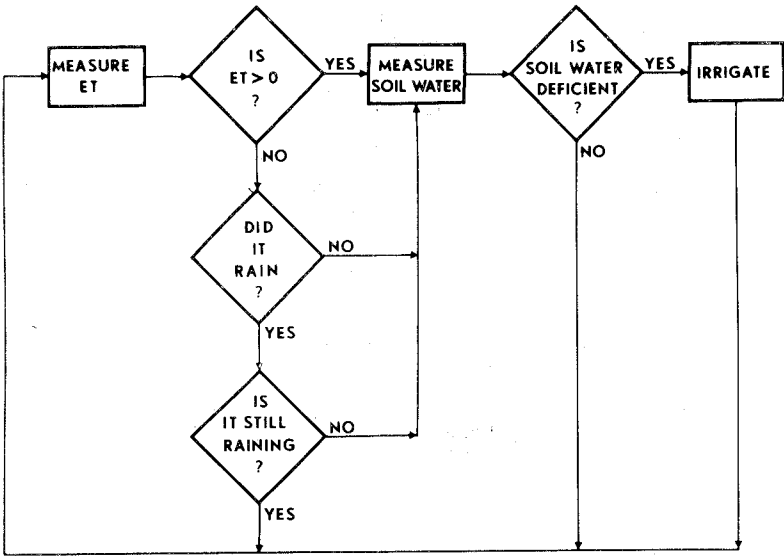 MEASURE
ET
IS
ET > 0
?
YES
MEASURE
SOIL WATER
IS
SOIL WATER
DEFICIENT
?
YES
IRRIGATE
NO
NO
DID
IT
RAIN
?
NO
YES
IS
IT STILL
RAINING
?
NO
YES